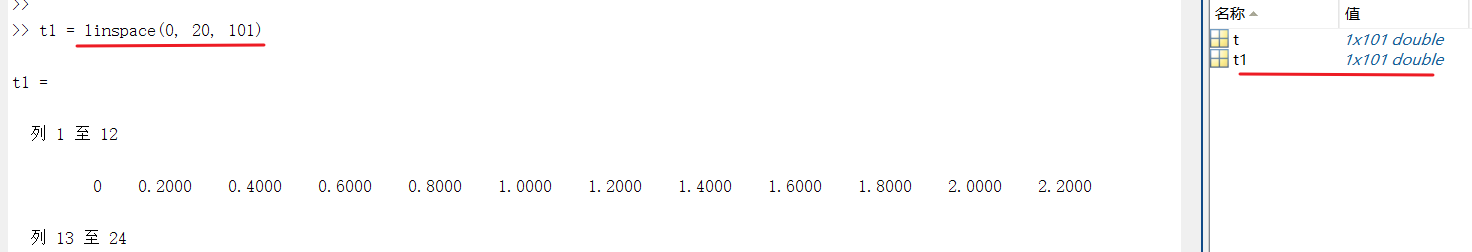 >>
>> t1 = linspace(0, 20, 101)
t1 =
列 1 至 12
0 0.2000 0.4000 0.6000 0.8000 1.0000 1.2000 1.4000 1.6000 1.8000 2.0000 2.2000
列 13 至 24
名称 值
t 1x101 double
t1 1x101 double